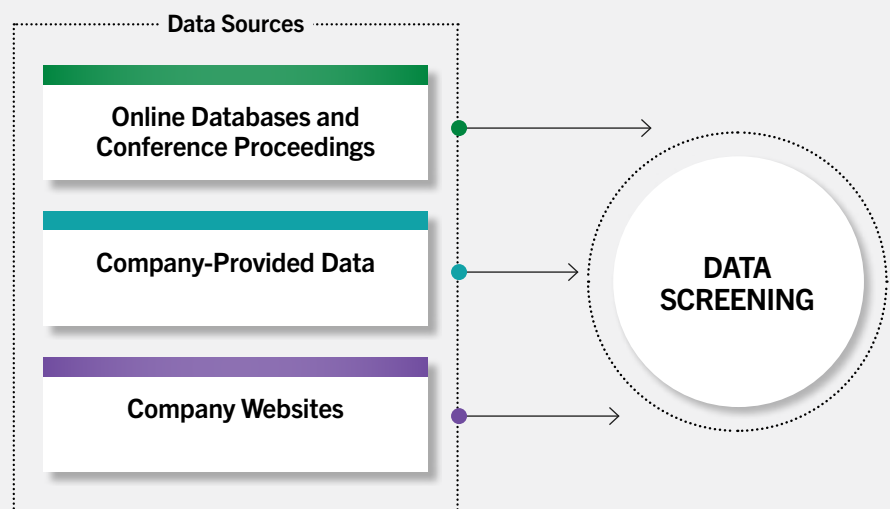 Data Sources
Online Databases and
Conference Proceedings
Company-Provided Data
Company Websites
DATA
SCREENING